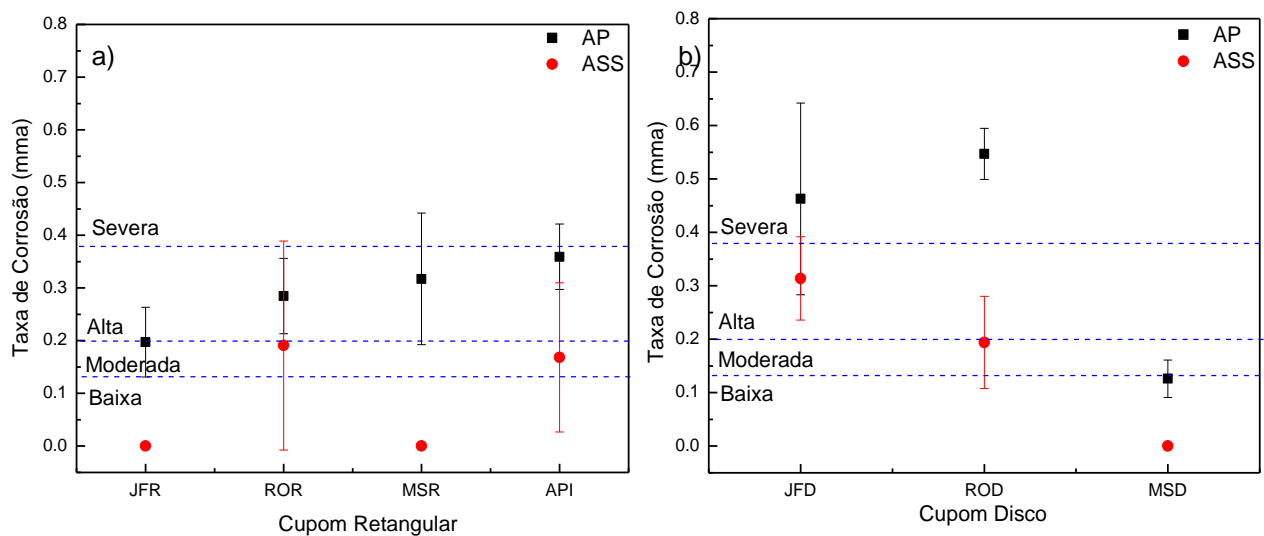 a)
AP
ASS
Taxa de Corrosão (mma)
0.8
0.7
0.6
0.5
0.4
0.3
0.2
0.1
0.0
Severa
Alta
Moderada
Baixa
JFR ROR MSR API
Cupom Retangular
b)
AP
ASS
Taxa de Corrosão (mma)
0.8
0.7
0.6
0.5
0.4
0.3
0.2
0.1
0.0
Severa
Alta
Moderada
Baixa
JFD ROD MSD
Cupom Disco